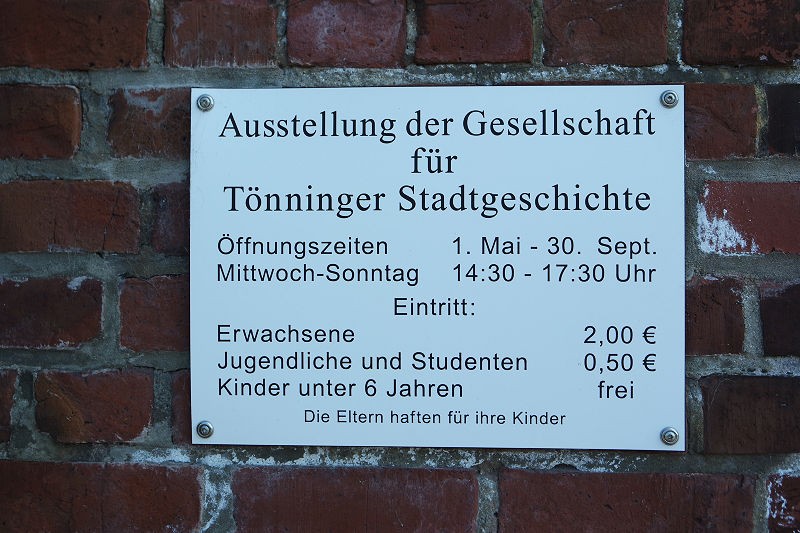 Ausstellung der Gesellschaft
für
Tönninger Stadtgeschichte
Öffnungszeiten 1. Mai - 30. Sept.
Mittwoch-Sonntag 14:30 - 17:30 Uhr
Eintritt:
Erwachsene 2,00 €
Jugendliche und Studenten 0,50 €
Kinder unter 6 Jahren frei
Die Eltern haften für ihre Kinder